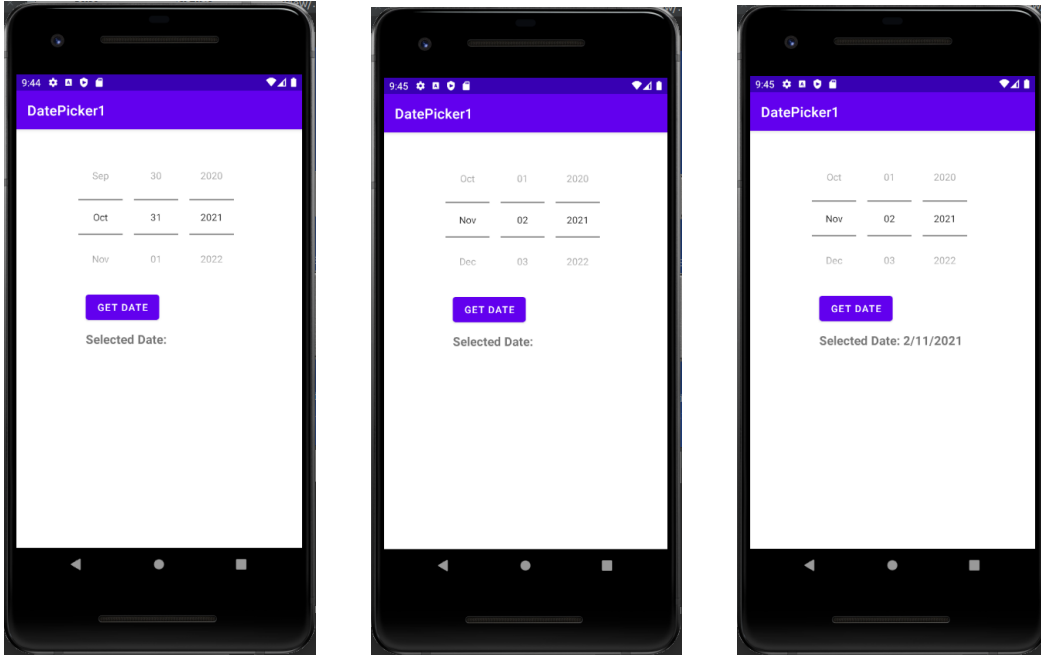 9:44
DatePicker1
Sep 30 2020
Oct 31 2021
Nov 01 2022
GET DATE
Selected Date:
9:45
DatePicker1
Oct 01 2020
Nov 02 2021
Dec 03 2022
GET DATE
Selected Date:
9:45
DatePicker1
Oct 01 2020
Nov 02 2021
Dec 03 2022
GET DATE
Selected Date: 2/11/2021